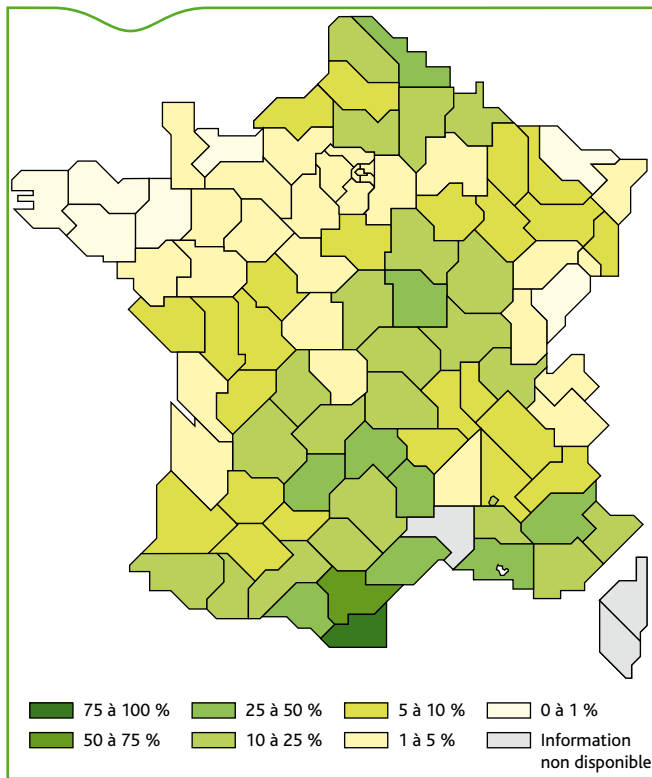 75 à 100 %
25 à 50 %
5 à 10 %
0 à 1 %
50 à 75 %
10 à 25 %
1 à 5 %
Information
non disponible